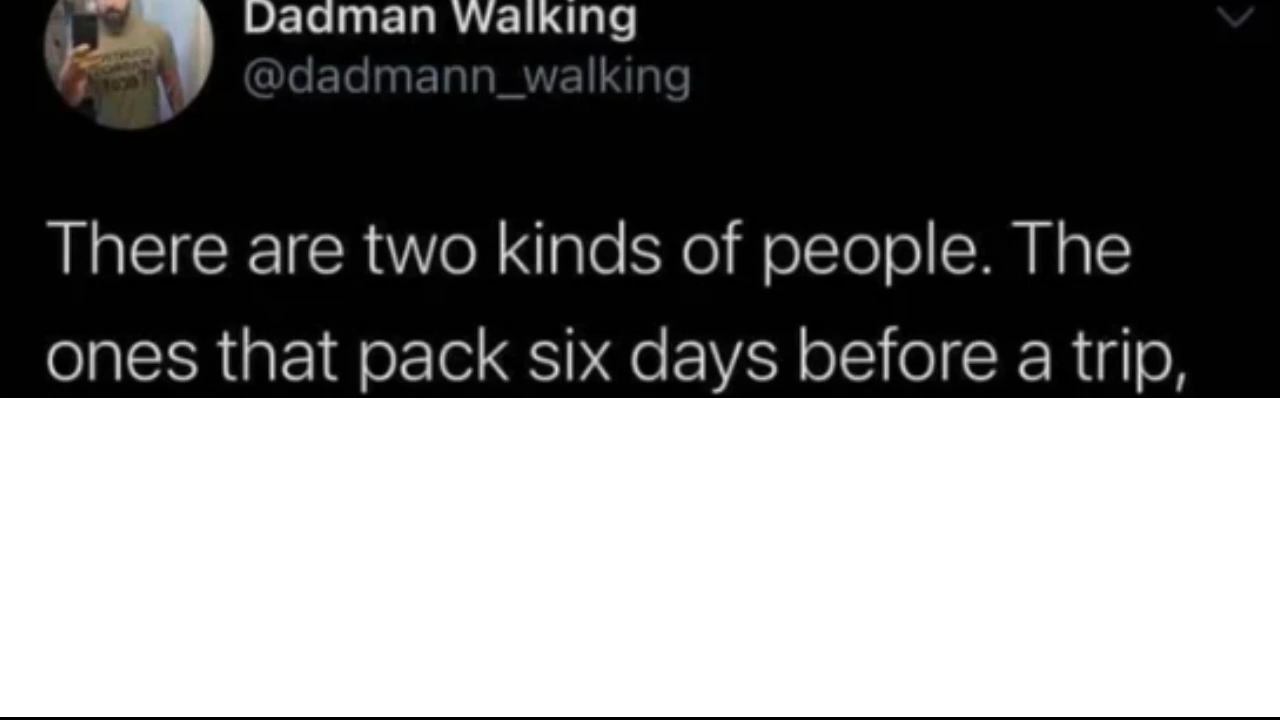 Dadman Walking
@dadmann_walking
There are two kinds of people. The
ones that pack six days before a trip,